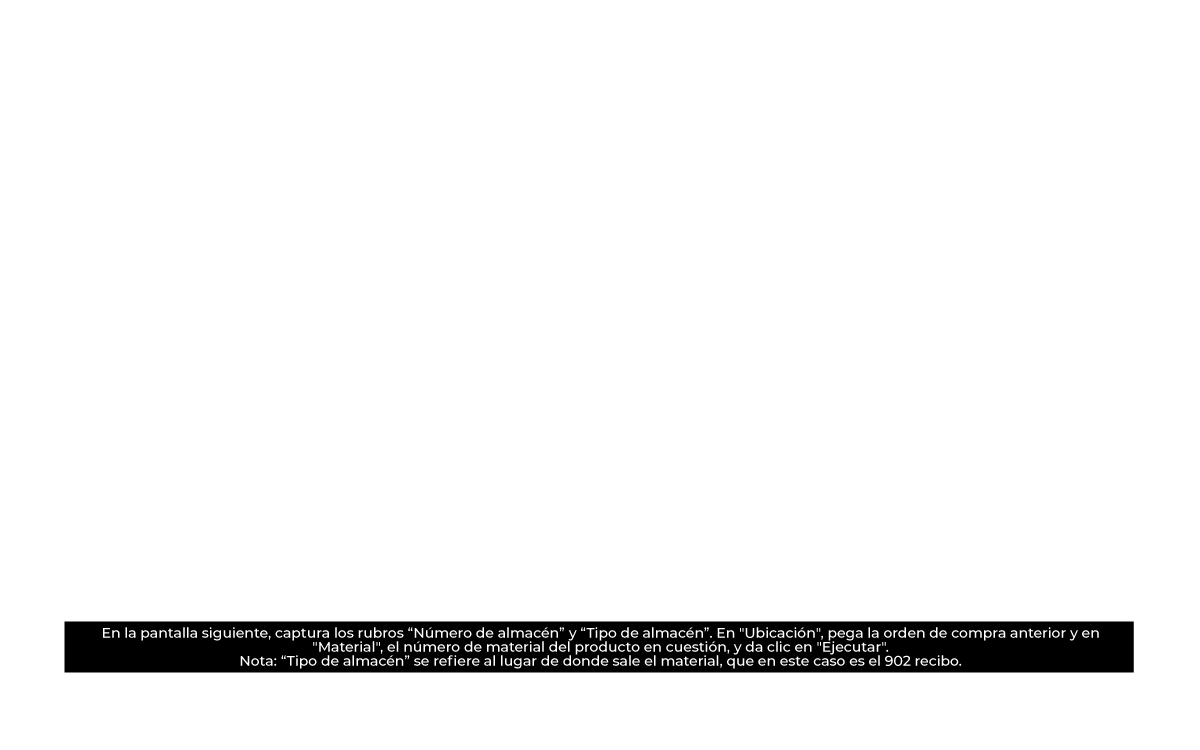 En la pantalla siguiente, captura los rubros “Número de almacén” y “Tipo de almacén”. En "Ubicación", pega la orden de compra anterior y en
"Material", el número de material del producto en cuestión, y da clic en "Ejecutar".
Nota: “Tipo de almacén” se refiere al lugar de donde sale el material, que en este caso es el 902 recibo.